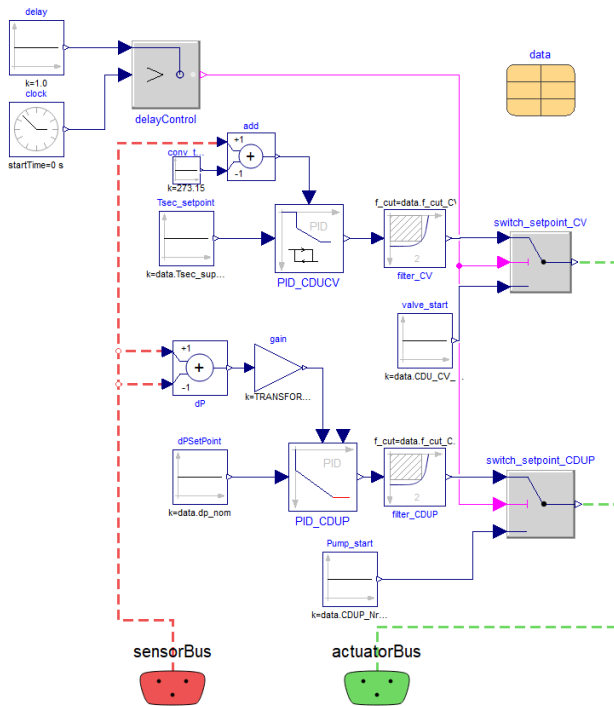 delay
k=1.0
clock
startTime=0 s
>
delayControl
data
add
+1
+
-1
conv_t...
k=273.15
Tsec_setpoint
k=data.Tsec_sup...
PID
PID_CDUCV
f_cut=data.f_cut_CV
2
filter_CV
switch_setpoint_CV
valve_start
k=data.CDU_CV_...
+1
+
-1
dP
gain
k=TRANSFOR...
dPSetPoint
k=data.dp_nom
PID
PID_CDUP
f_cut=data.f_cut_C...
2
filter_CDUP
switch_setpoint_CDUP
Pump_start
k=data.CDUP_Nr...
sensorBus
actuatorBus